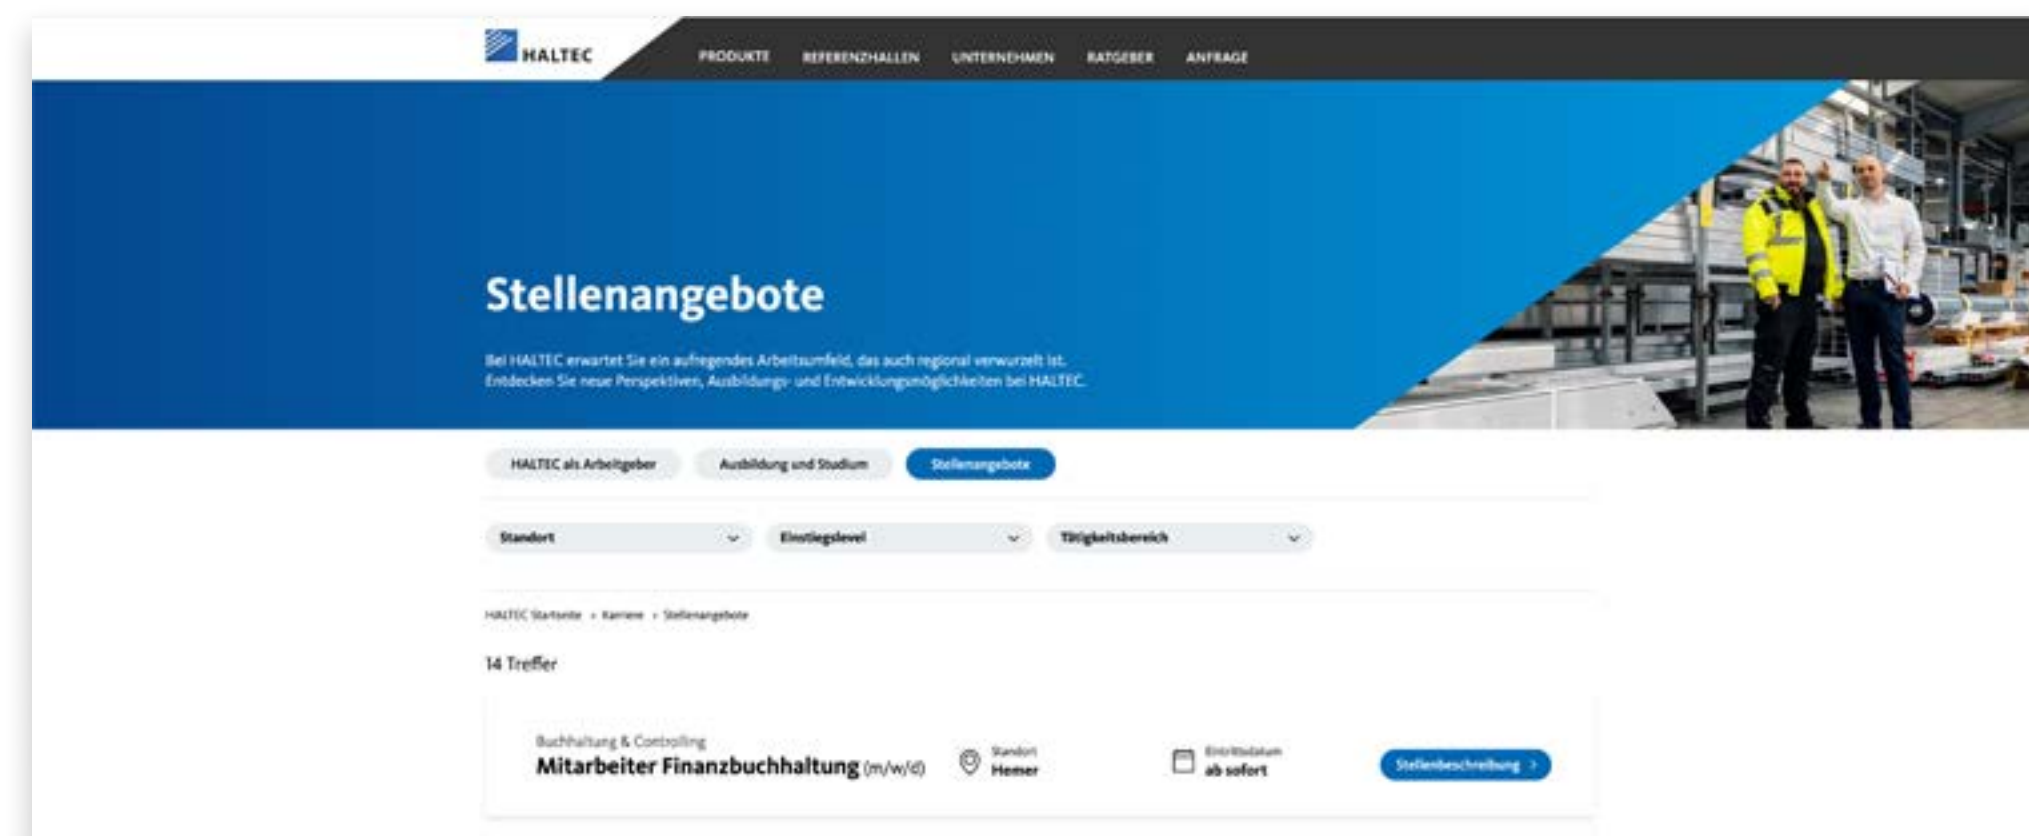 HALTEC
PRODUKTE REFERENZHALLEN UNTERNEHMEN RATGEBER ANFRAGE
Stellenangebote
Bei HALTEC erwartet Sie ein aufregendes Arbeitsumfeld, das auch regional verwurzelt ist.
Entdecken Sie neue Perspektiven, Ausbildungs- und Entwicklungsmöglichkeiten bei HALTEC.
HALTEC als Arbeitgeber Ausbildung und Studium Stellenangebote
Standort Einstiegslevel Tätigkeitsbereich
HALTEC Startseite > Karriere > Stellenangebote
14 Treffer
Buchhaltung & Controlling
Mitarbeiter Finanzbuchhaltung (m/w/d)
Standort
Hemer
Eintrittsdatum
ab sofort
Stellenbeschreibung >